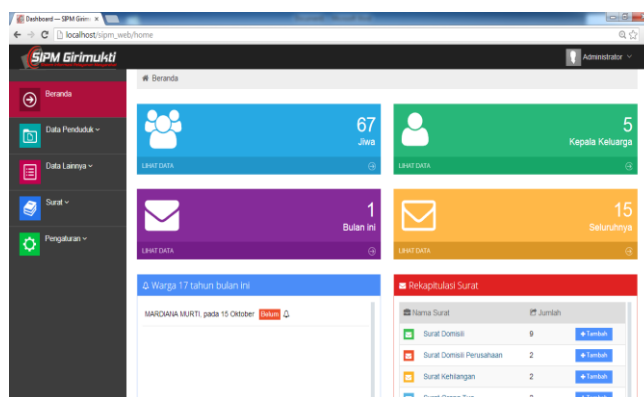 Dashboard — SPM Girim
localhost/sipm_web/home
SIPM Girimukti
Administrator
Beranda
Beranda
Data Penduduk
Data Lainnya
Surat
Pengaturan
67
Jiwa
LIHAT DATA
5
Kepala Keluarga
LIHAT DATA
1
Bulan ini
LIHAT DATA
15
Seluruhnya
LIHAT DATA
Warga 17 tahun bulan ini
MARDIANA MURTI, pada 15 Oktober Belum
Rekapitulasi Surat
Nama Surat Jumlah
Surat Domisili 9 + Tambah
Surat Domisili Perusahaan 2 + Tambah
Surat Kehilangan 2 + Tambah